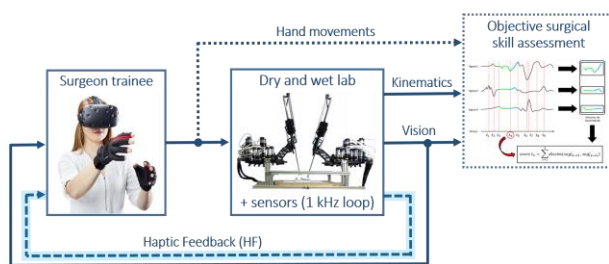 Hand movements
Objective surgical
skill assessment
Surgeon trainee
Dry and wet lab
Kinematics
Vision
+ sensors (1 kHz loop)
Haptic Feedback (HF)